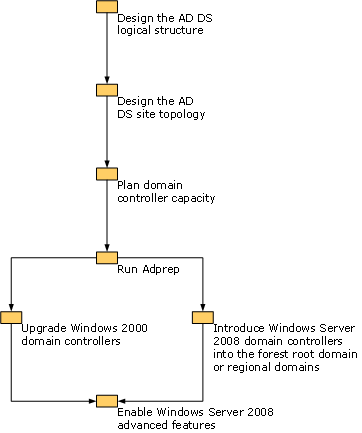 Design the AD DS
logical structure
Design the AD
DS site topology
Plan domain
controller capacity
Run Adprep
Upgrade Windows 2000
domain controllers
Introduce Windows Server
2008 domain controllers
into the forest root domain
or regional domains
Enable Windows Server 2008
advanced features